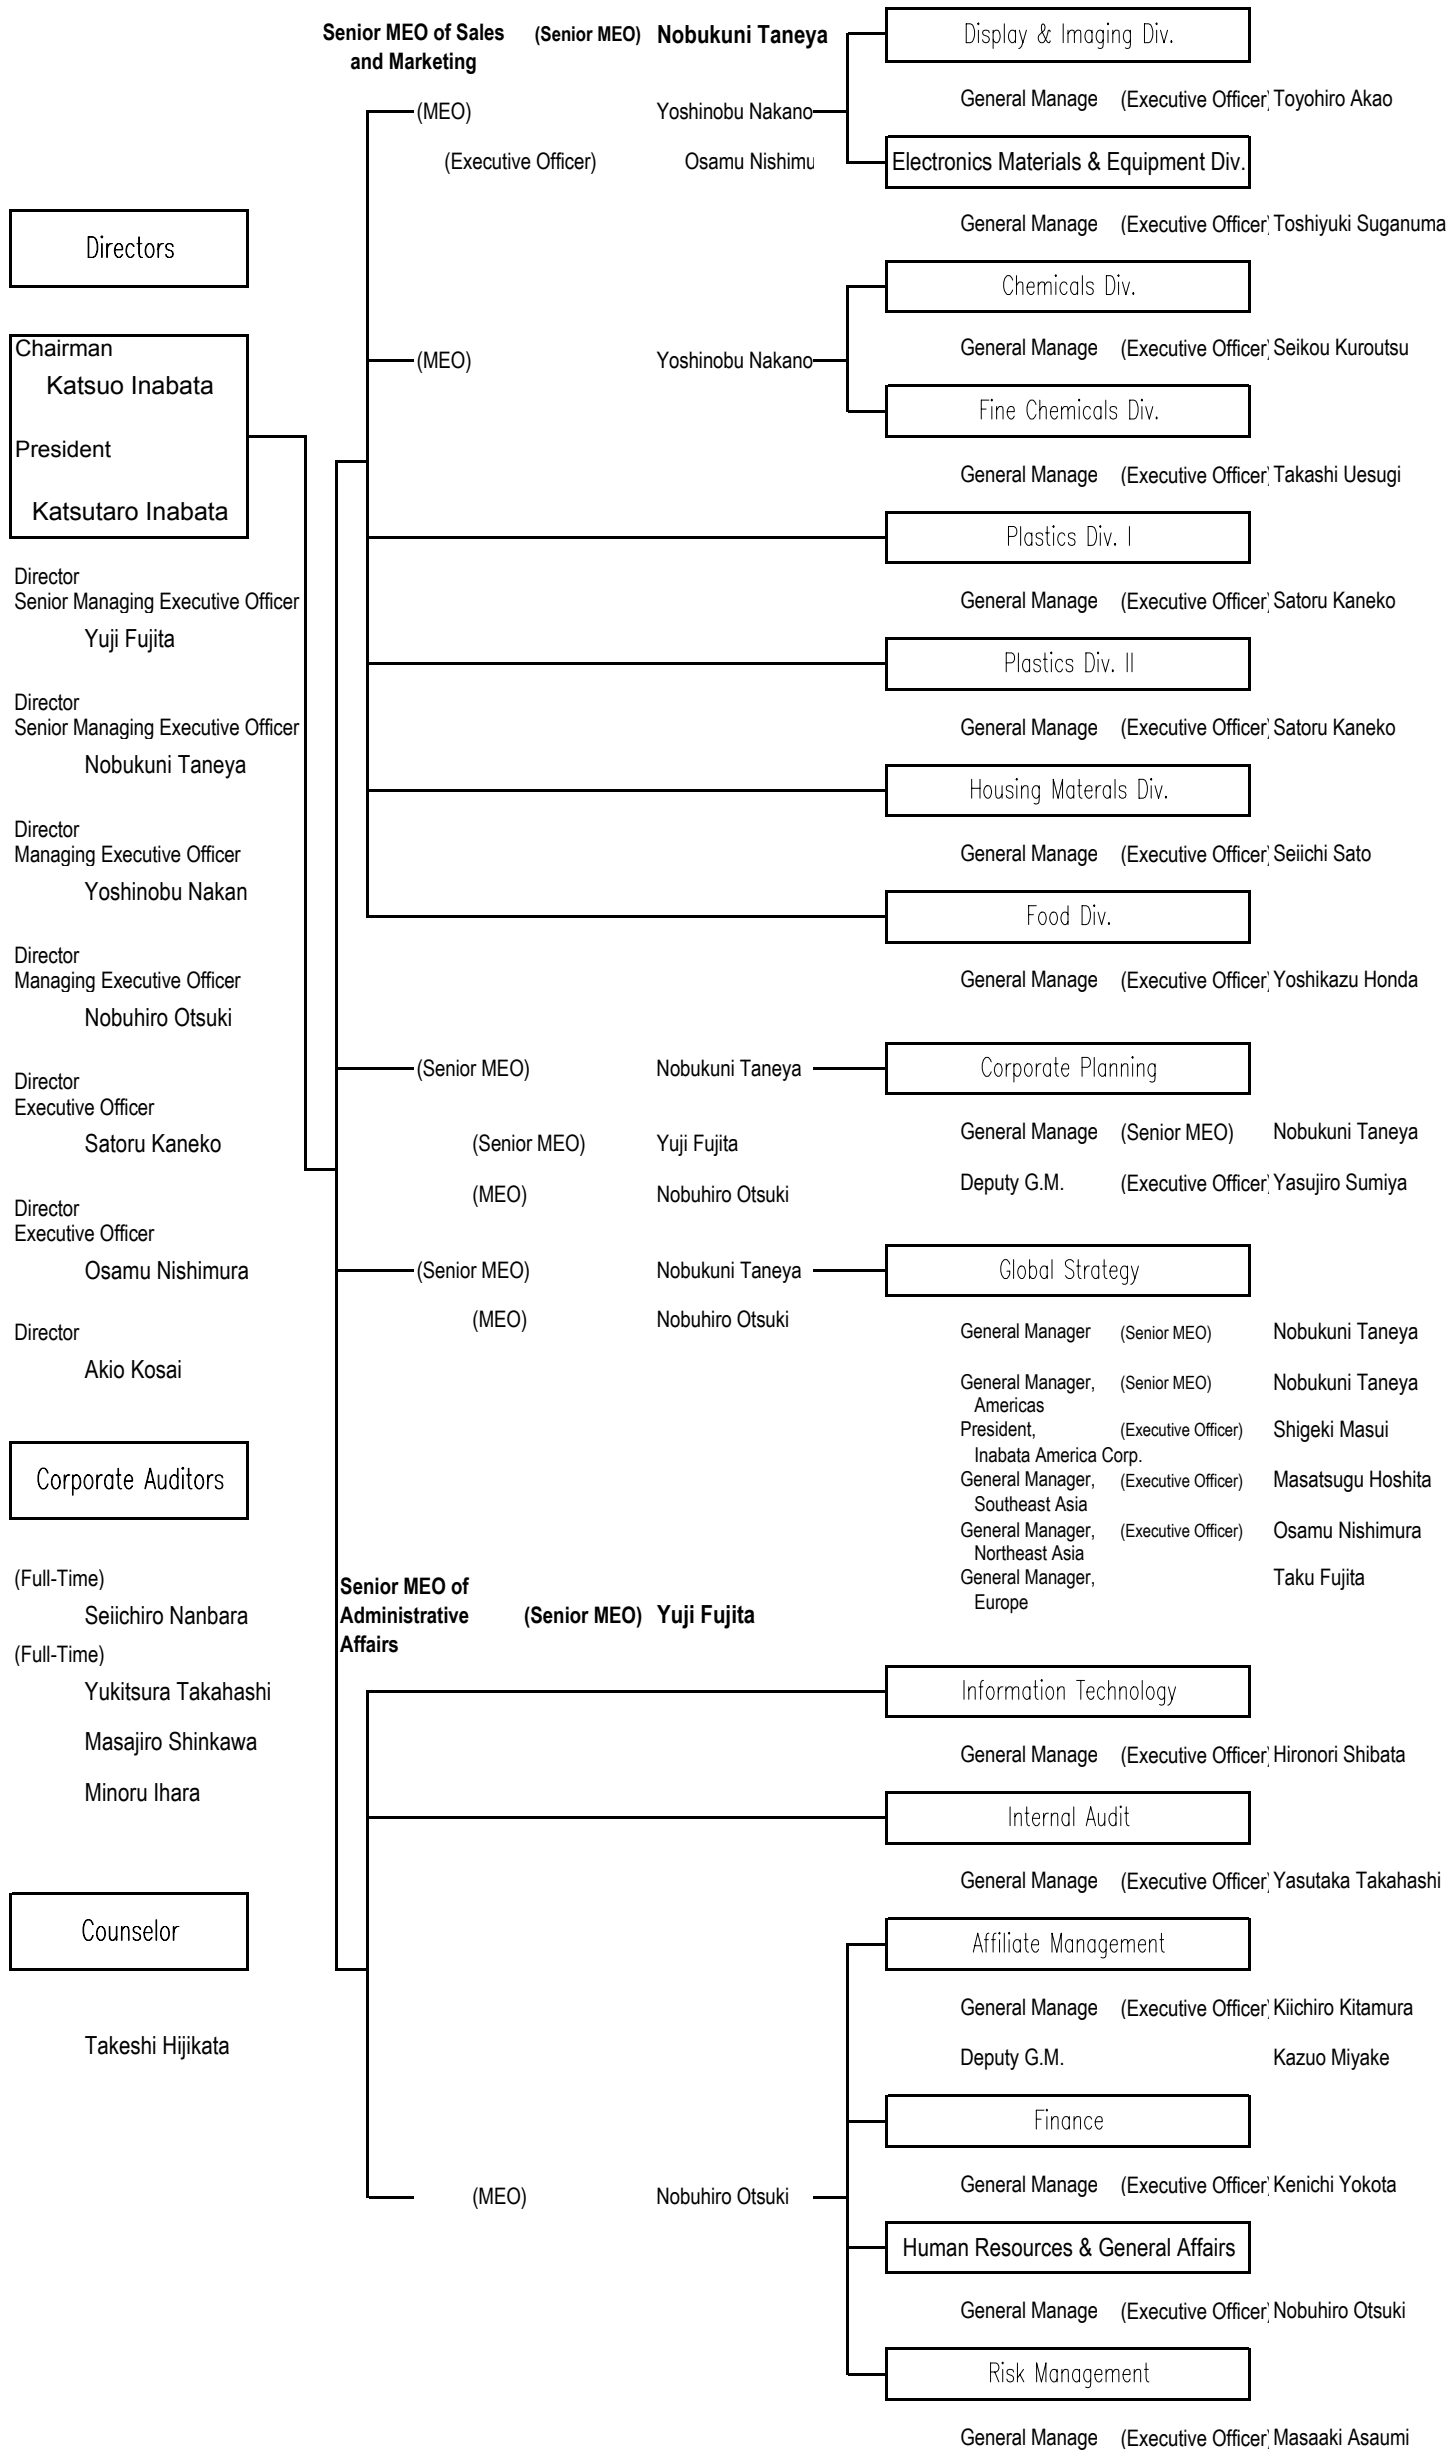 Directors
Chairman
Katsuo Inabata
President
Katsutaro Inabata
Director
Senior Managing Executive Officer
Yuji Fujita
Director
Senior Managing Executive Officer
Nobukuni Taneya
Director
Managing Executive Officer
Yoshinobu Nakan
Director
Managing Executive Officer
Nobuhiro Otsuki
Director
Executive Officer
Satoru Kaneko
Director
Executive Officer
Osamu Nishimura
Director
Akio Kosai
Corporate Auditors
(Full-Time)
Seiichiro Nanbara
(Full-Time)
Yukitsura Takahashi
Masajiro Shinkawa
Minoru Ihara
Counselor
Takeshi Hijikata
Senior MEO of Sales (Senior MEO) Nobukuni Taneya
and Marketing
(MEO) Yoshinobu Nakano
(Executive Officer) Osamu Nishimu
Display & Imaging Div.
General Manage (Executive Officer) Toyohiro Akao
Electronics Materials & Equipment Div.
General Manage (Executive Officer) Toshiyuki Suganuma
(MEO) Yoshinobu Nakano
Chemicals Div.
General Manage (Executive Officer) Seikou Kuroutsu
Fine Chemicals Div.
General Manage (Executive Officer) Takashi Uesugi
Plastics Div. I
General Manage (Executive Officer) Satoru Kaneko
Plastics Div. II
General Manage (Executive Officer) Satoru Kaneko
Housing Materals Div.
General Manage (Executive Officer) Seiichi Sato
Food Div.
General Manage (Executive Officer) Yoshikazu Honda
(Senior MEO) Nobukuni Taneya
(Senior MEO) Yuji Fujita
(MEO) Nobuhiro Otsuki
Corporate Planning
General Manage (Senior MEO) Nobukuni Taneya
Deputy G.M. (Executive Officer) Yasujiro Sumiya
(Senior MEO) Nobukuni Taneya
(MEO) Nobuhiro Otsuki
Global Strategy
General Manager (Senior MEO) Nobukuni Taneya
General Manager, (Senior MEO) Nobukuni Taneya
Americas
President, (Executive Officer) Shigeki Masui
Inabata America Corp.
General Manager, (Executive Officer) Masatsugu Hoshita
Southeast Asia
General Manager, (Executive Officer) Osamu Nishimura
Northeast Asia
General Manager, Taku Fujita
Europe
Senior MEO of
Administrative (Senior MEO) Yuji Fujita
Affairs
Information Technology
General Manage (Executive Officer) Hironori Shibata
Internal Audit
General Manage (Executive Officer) Yasutaka Takahashi
(MEO) Nobuhiro Otsuki
Affiliate Management
General Manage (Executive Officer) Kiichiro Kitamura
Deputy G.M. Kazuo Miyake
Finance
General Manage (Executive Officer) Kenichi Yokota
Human Resources & General Affairs
General Manage (Executive Officer) Nobuhiro Otsuki
Risk Management
General Manage (Executive Officer) Masaaki Asaumi